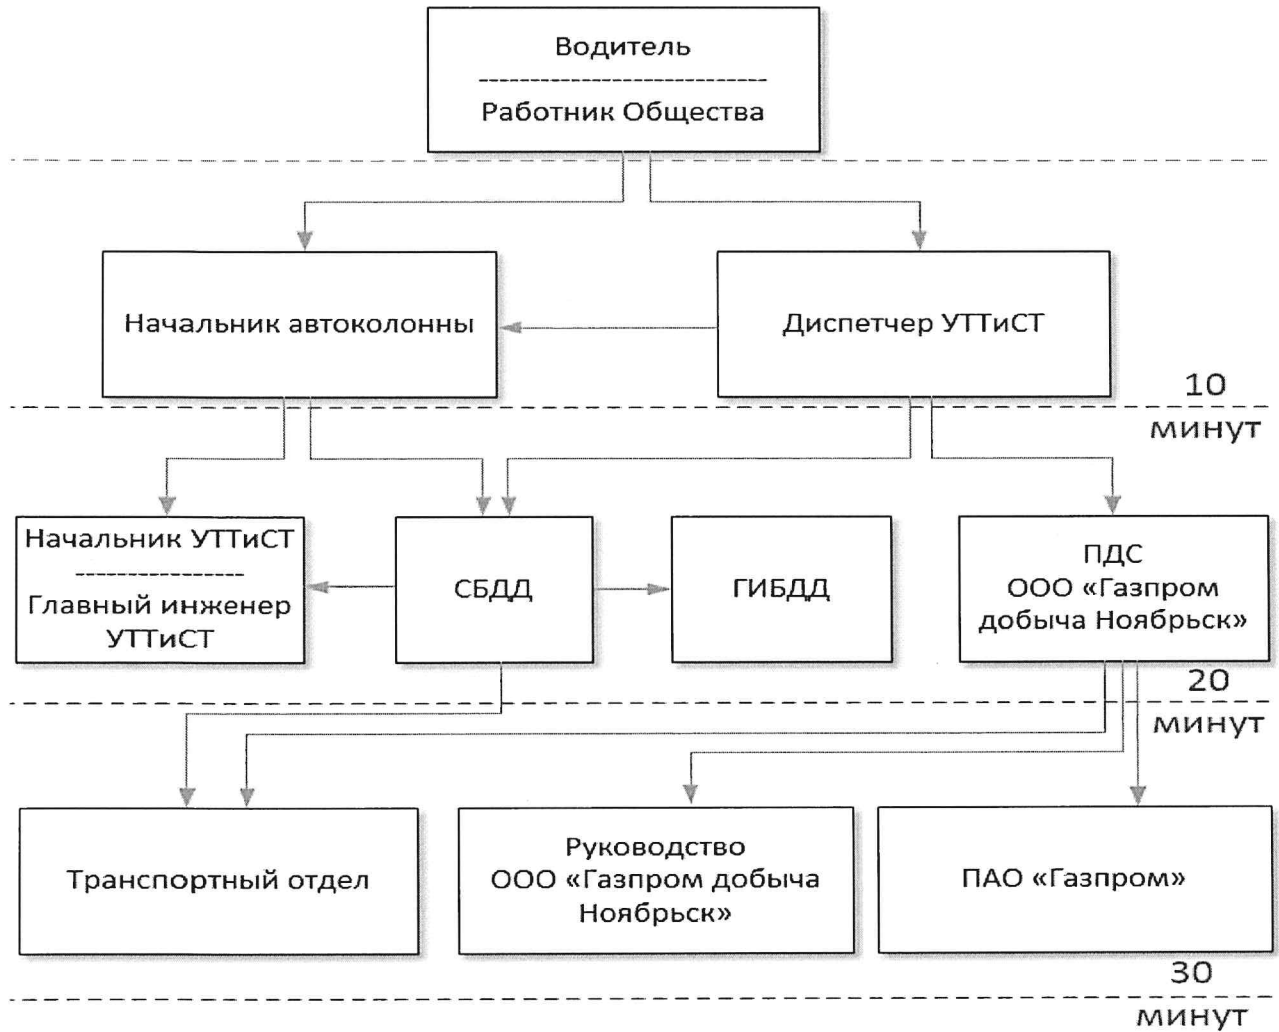 Водитель
----------------------------
Работник Общества
Начальник автоколонны
Диспетчер УТТиСТ
10
минут
Начальник УТТиСТ
-----------------
Главный инженер
УТТиСТ
СБДД
ГИБДД
ПДС
ООО «Газпром
добыча Ноябрьск»
20
минут
Транспортный отдел
Руководство
ООО «Газпром добыча
Ноябрьск»
ПАО «Газпром»
30
минут